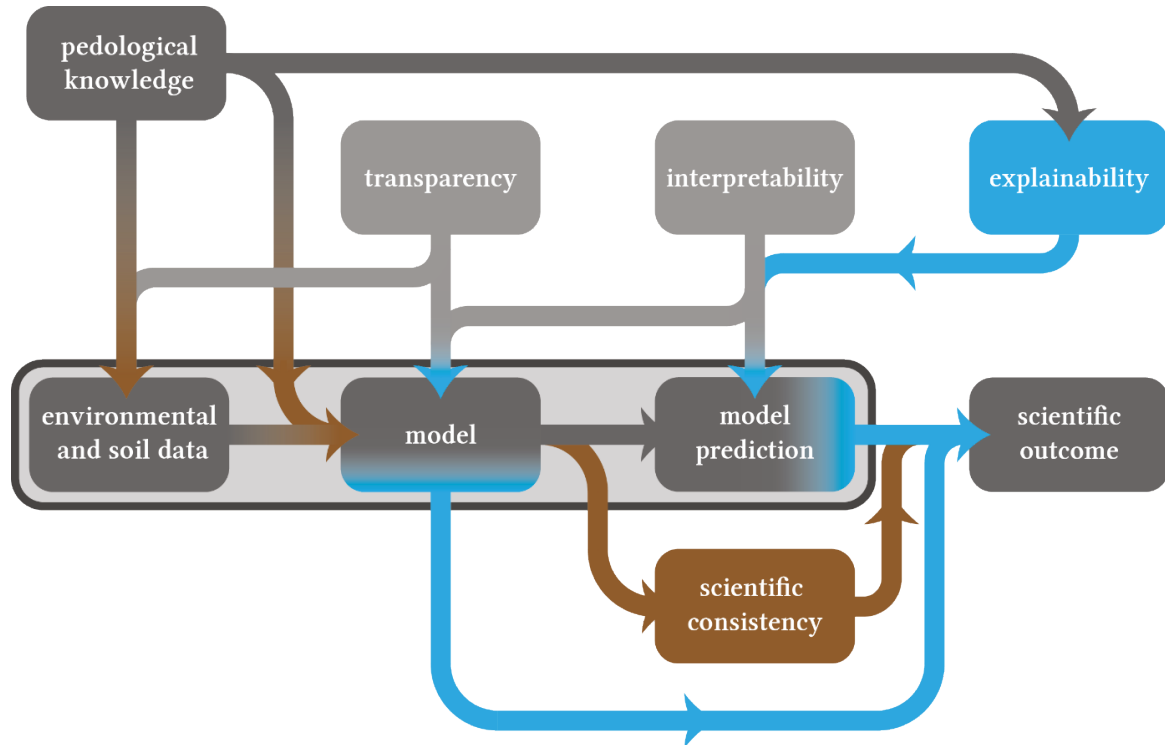 pedological
knowledge
transparency
interpretability
explainability
environmental
and soil data
model
model
prediction
scientific
outcome
scientific
consistency